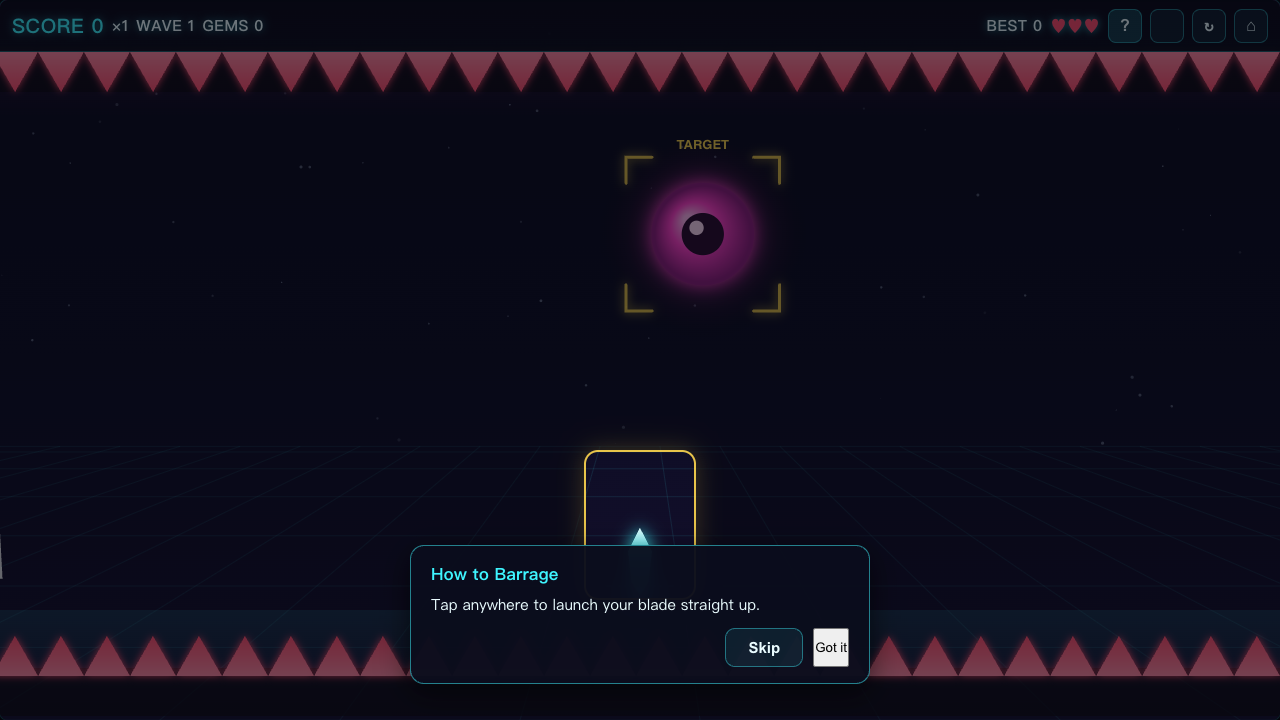 SCORE 0 ×1 WAVE 1 GEMS 0
BEST 0 ?
TARGET
How to Barrage
Tap anywhere to launch your blade straight up.
Skip Got it